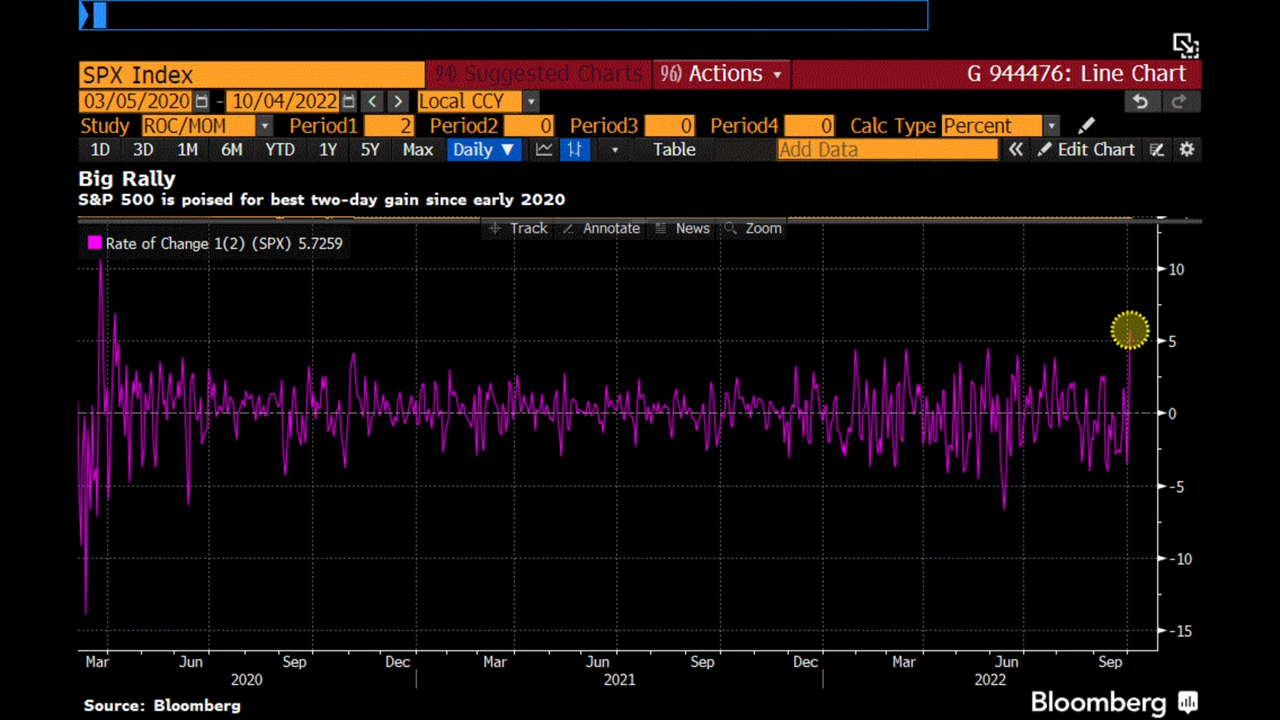 SPX Index 94) Suggested Charts 96) Actions G 944476: Line Chart
03/05/2020 - 10/04/2022 Local CCY
Study ROC/MOM Period1 2 Period2 0 Period3 0 Period4 0 Calc Type Percent
1D 3D 1M 6M YTD 1Y 5Y Max Daily ▼ Table Add Data « Edit Chart
Big Rally
S&P 500 is poised for best two-day gain since early 2020
Track Annotate News Zoom
Rate of Change 1(2) (SPX) 5.7259
10
5
0
-5
-10
-15
Mar Jun Sep Dec Mar Jun Sep Dec Mar Jun Sep
2020 2021 2022
Source: Bloomberg
Bloomberg